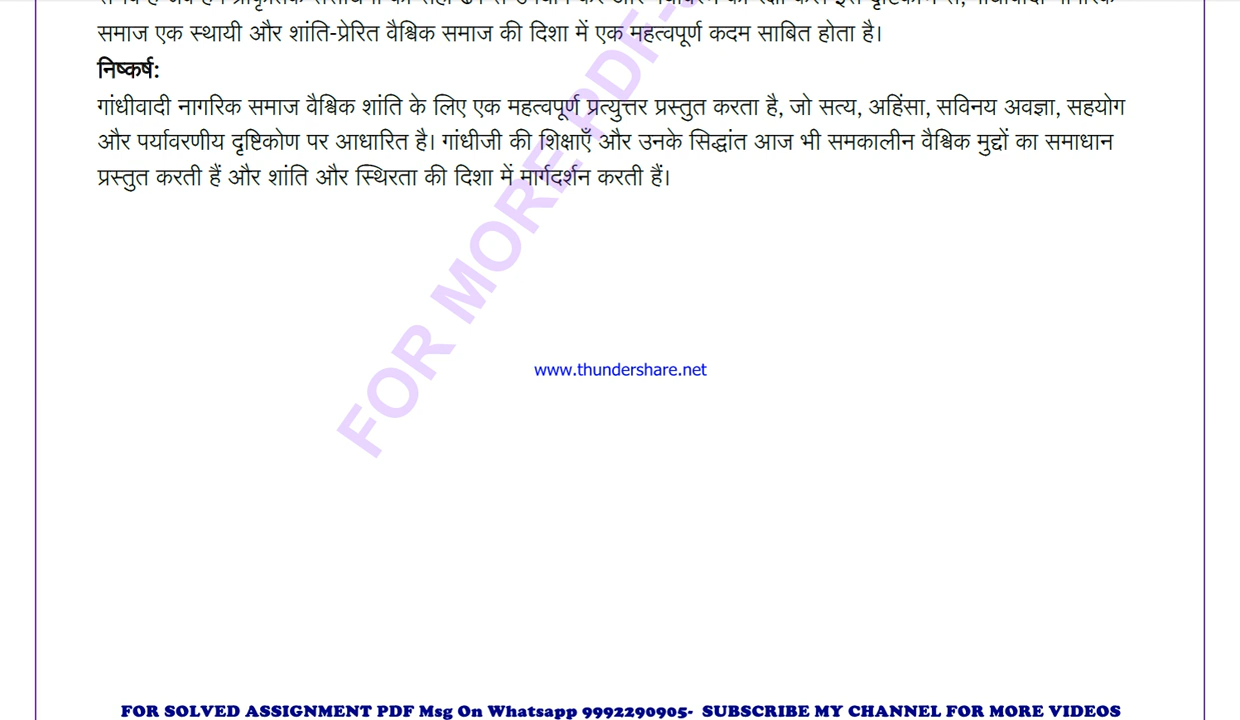 समाज एक स्थायी और शांति-प्रेरित वैश्विक समाज की दिशा में एक महत्वपूर्ण कदम साबित होता है।
निष्कर्ष:
गांधीवादी नागरिक समाज वैश्विक शांति के लिए एक महत्वपूर्ण प्रत्युत्तर प्रस्तुत करता है, जो सत्य, अहिंसा, सविनय अवज्ञा, सहयोग
और पर्यावरणीय दृष्टिकोण पर आधारित है। गांधीजी की शिक्षाएँ और उनके सिद्धांत आज भी समकालीन वैश्विक मुद्दों का समाधान
प्रस्तुत करती हैं और शांति और स्थिरता की दिशा में मार्गदर्शन करती हैं।
FOR MORE PDF
www.thundershare.net
FOR SOLVED ASSIGNMENT PDF Msg On Whatsapp 9992290905- SUBSCRIBE MY CHANNEL FOR MORE VIDEOS